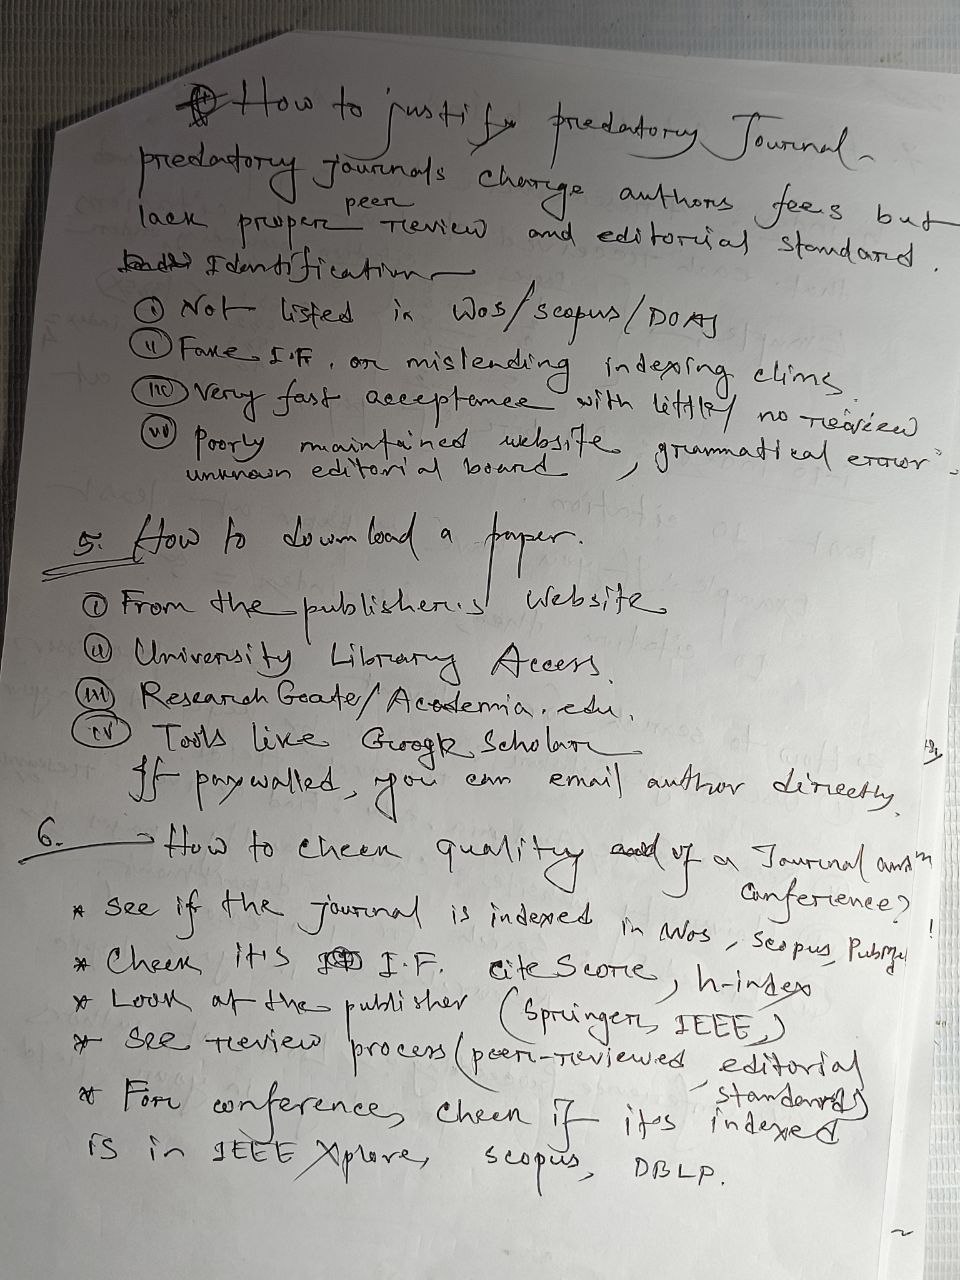 How to justify predatory Journal-
predatory journals charge authors fees but
lack proper peer review and editorial standard.
Identification
(i) Not listed in Wos/scopus/DOAJ
(ii) Fake I.F. or misleading indexing clims
(iii) Very fast acceptance with little/ no review
Poorly maintained website, grammatical error
unknown editorial board
5. How to download a paper.
(i) From the publisher's website
(ii) University Library Access.
(iii) Research Goate/Academia.edu.
(iv) Tools like Google Scholar
If paywalled, you can email author directly.
6. How to check quality of a Journal and
conference?
* see if the journal is indexed in Wos, scopus, PubMed
* Check it's I.F. cite Score, h-index
* Look at the publisher (Springer, IEEE,)
* See review process (peer-reviewed, editorial
standards)
* For conference, check if it's indexed
is in IEEE Xplore, scopus, DBLP.